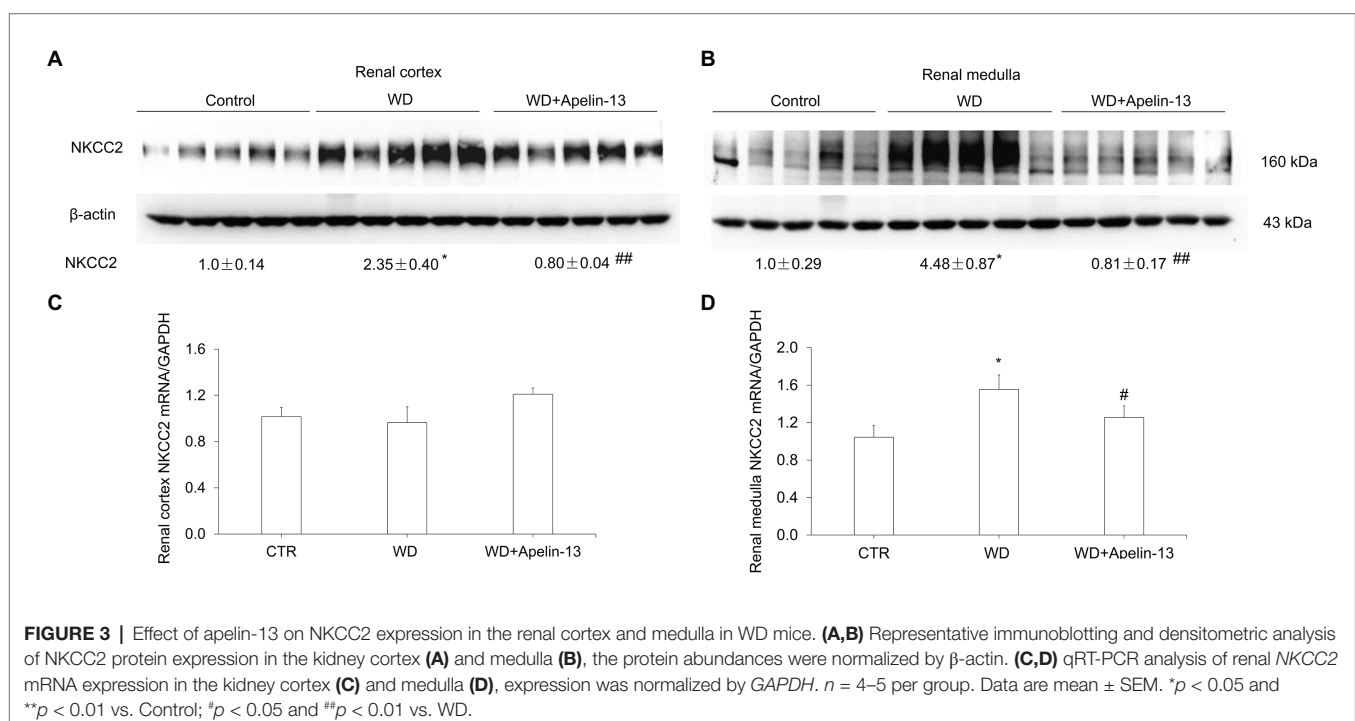 A
Renal cortex
Control WD WD+Apelin-13
NKCC2
β-actin
NKCC2 1.0±0.14 2.35±0.40 * 0.80±0.04 ##
B
Renal medulla
Control WD WD+Apelin-13
160 kDa
43 kDa
1.0±0.29 4.48±0.87* 0.81±0.17 ##
C
Renal cortex NKCC2 mRNA/GAPDH
1.6
1.2
0.8
0.4
0.0
CTR WD WD+Apelin-13
D
Renal medulla NKCC2 mRNA/GAPDH
2.0
1.6
1.2
0.8
0.4
0.0
*
#
CTR WD WD+Apelin-13
FIGURE 3 | Effect of apelin-13 on NKCC2 expression in the renal cortex and medulla in WD mice. (A,B) Representative immunoblotting and densitometric analysis
of NKCC2 protein expression in the kidney cortex (A) and medulla (B), the protein abundances were normalized by β-actin. (C,D) qRT-PCR analysis of renal NKCC2
mRNA expression in the kidney cortex (C) and medulla (D), expression was normalized by GAPDH. n = 4–5 per group. Data are mean ± SEM. *p < 0.05 and
**p < 0.01 vs. Control; #p < 0.05 and ##p < 0.01 vs. WD.